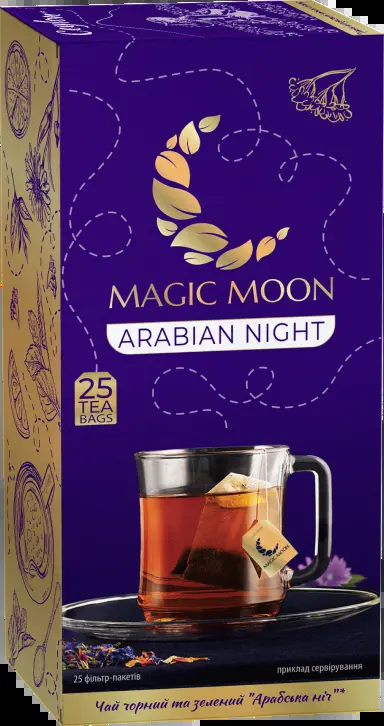 MAGIC MOON
ARABIAN NIGHT
25
TEA
BAGS
MAGIC MOON
25 фільтр-пакетів
приклад сервірування
Чай чорний та зелений "Арабська ніч"*